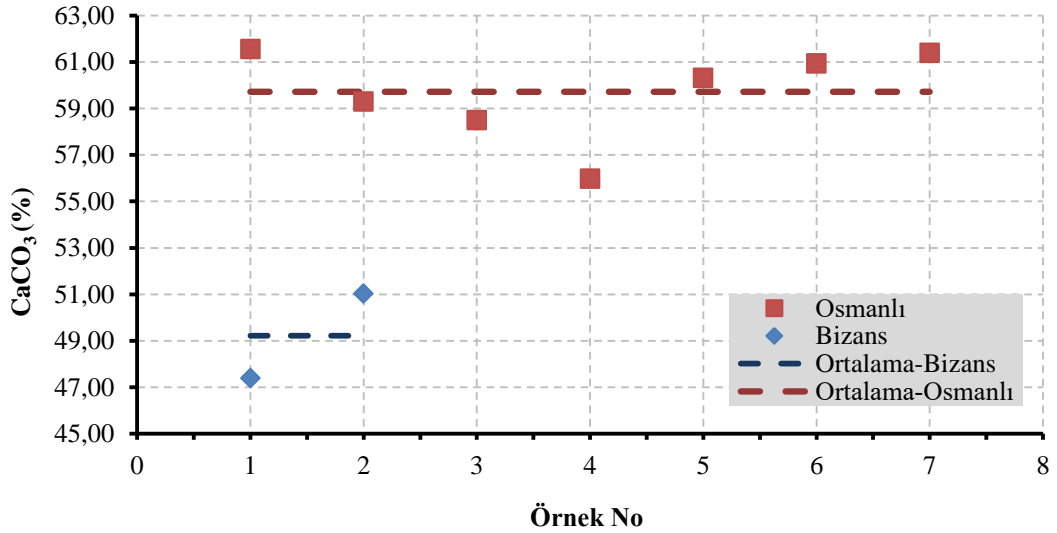 63,00
61,00
59,00
57,00
55,00
53,00
51,00
49,00
47,00
45,00
CaCO₃ (%)
0 1 2 3 4 5 6 7 8
Örnek No
Osmanlı
Bizans
Ortalama-Bizans
Ortalama-Osmanlı